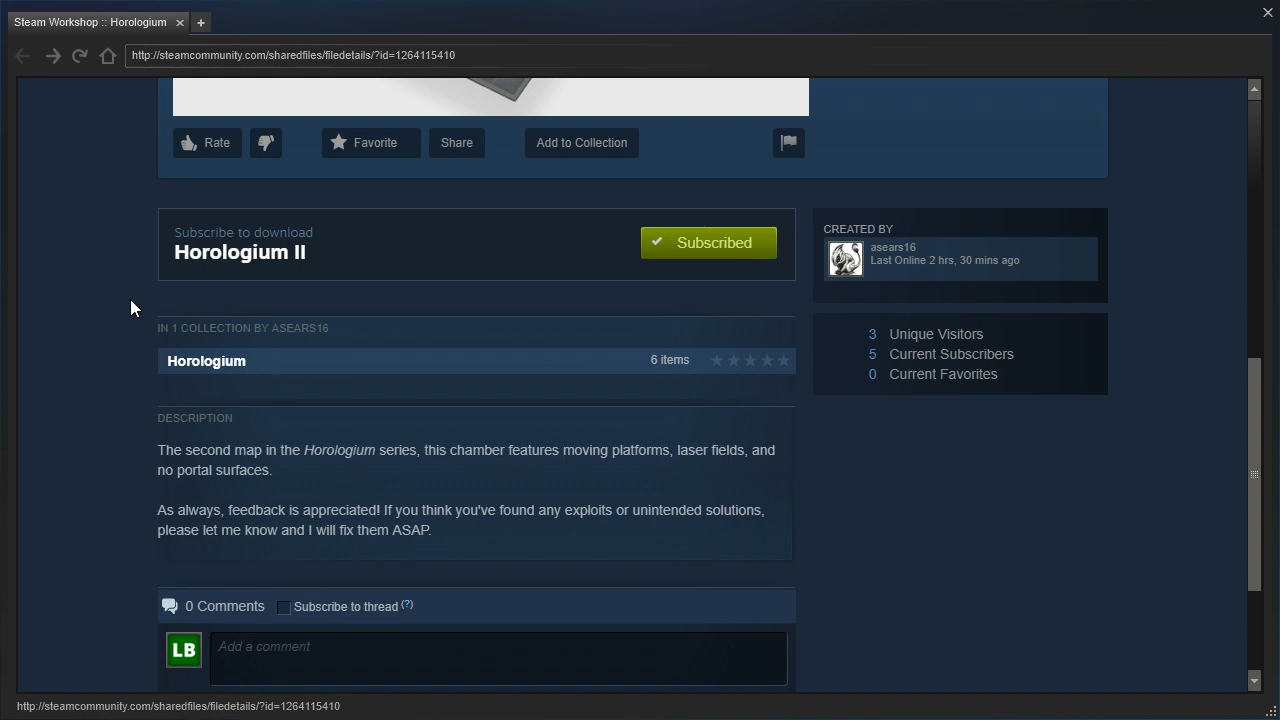 Steam Workshop :: Horologium
http://steamcommunity.com/sharedfiles/filedetails/?id=1264115410
Rate
Favorite
Share
Add to Collection
Subscribe to download
Horologium II
Subscribed
CREATED BY
asears16
Last Online 2 hrs, 30 mins ago
IN 1 COLLECTION BY ASEARS16
Horologium 6 items
3 Unique Visitors
5 Current Subscribers
0 Current Favorites
DESCRIPTION
The second map in the Horologium series, this chamber features moving platforms, laser fields, and
no portal surfaces.
As always, feedback is appreciated! If you think you've found any exploits or unintended solutions,
please let me know and I will fix them ASAP.
0 Comments Subscribe to thread (?)
LB
Add a comment
http://steamcommunity.com/sharedfiles/filedetails/?id=1264115410